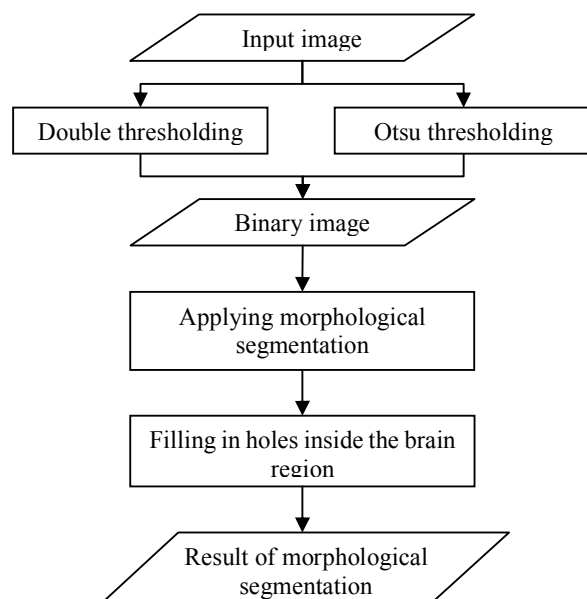 Input image
Double thresholding
Otsu thresholding
Binary image
Applying morphological
segmentation
Filling in holes inside the brain
region
Result of morphological
segmentation